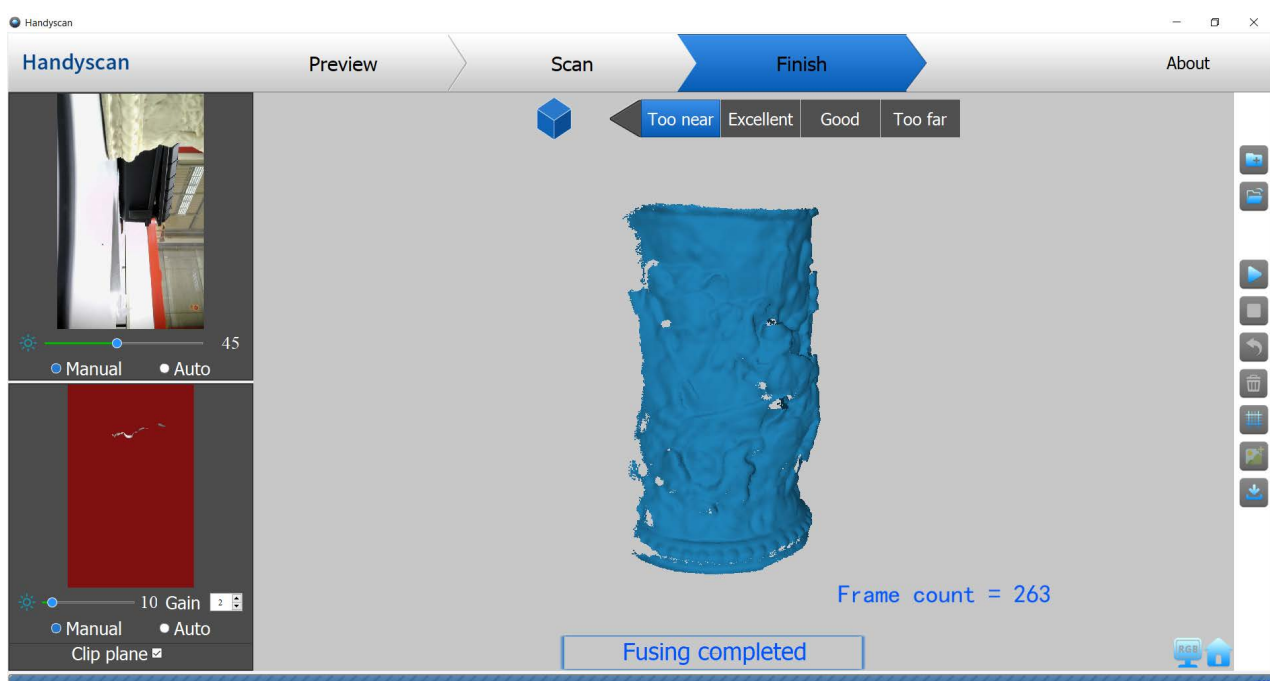 Handyscan
Handyscan
Preview
Scan
Finish
About
Too near
Excellent
Good
Too far
45
Manual
Auto
10
Gain
2
Manual
Auto
Clip plane
Frame count = 263
Fusing completed
RGB